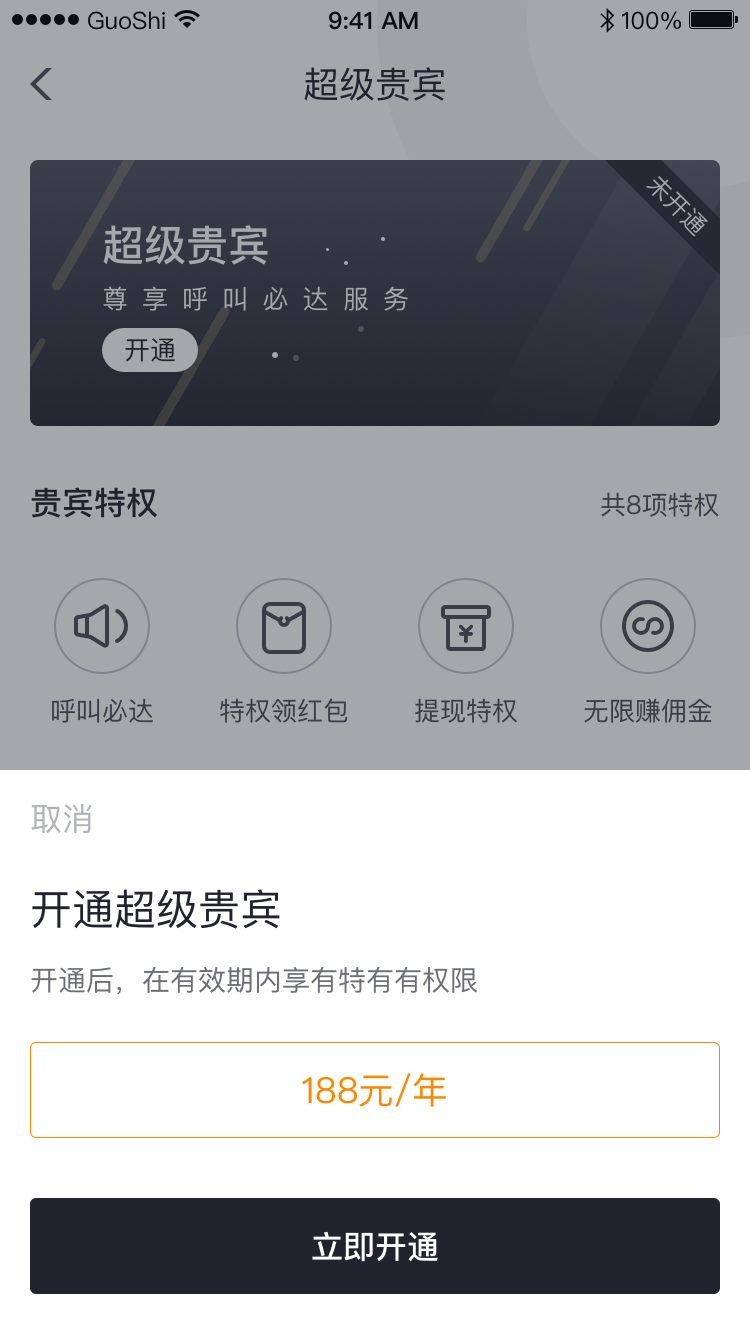 GuoShi
9:41 AM
100%
超级贵宾
未开通
超级贵宾
尊享呼叫必达服务
开通
贵宾特权
共8项特权
呼叫必达
特权领红包
提现特权
无限赚佣金
取消
开通超级贵宾
开通后，在有效期内享有特有有权限
188元/年
立即开通